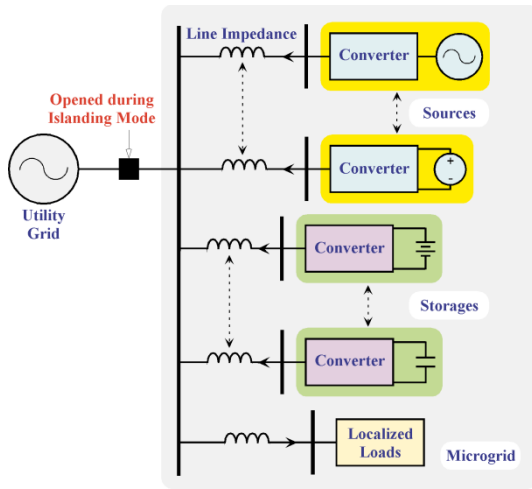 Line Impedance
Converter
Opened during
Islanding Mode
Sources
Converter
+
-
Utility
Grid
Converter
Storages
Converter
Localized
Loads
Microgrid